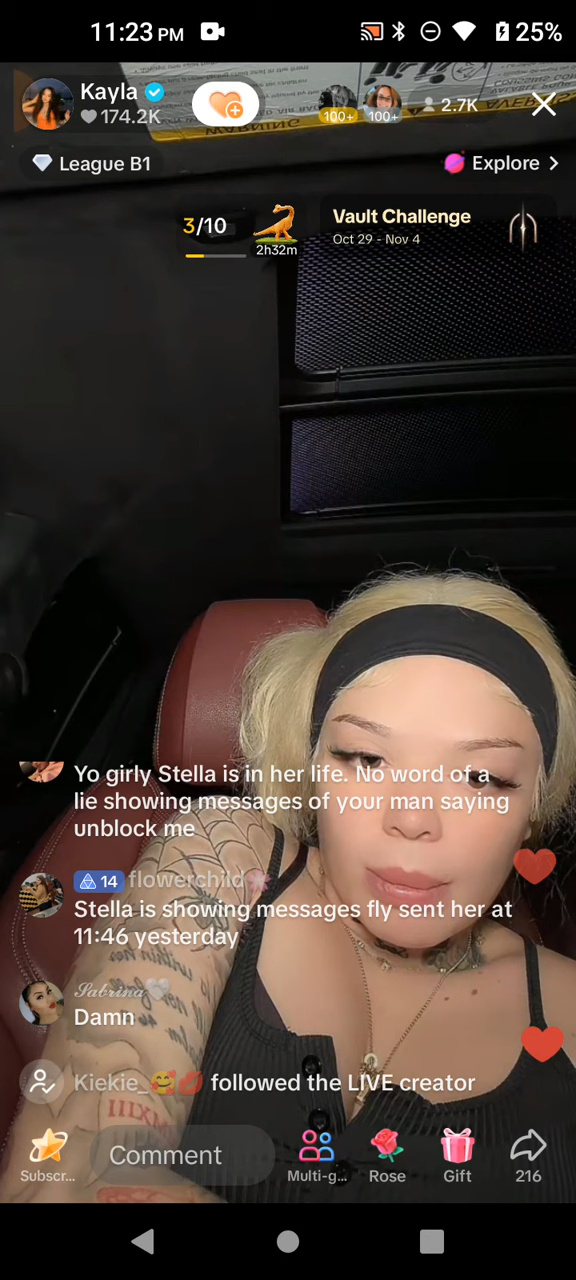 11:23 PM
25%
Kayla
174.2K
100+
100+
2.7K
WARNING
League B1
Explore >
3/10
2h32m
Vault Challenge
Oct 29 - Nov 4
Yo girly Stella is in her life. No word of a
lie showing messages of your man saying
unblock me
14 flowerchild
Stella is showing messages fly sent her at
11:46 yesterday
𝒮𝒶𝒷𝓇𝒾𝓃𝒶🤍
Damn
Kiekie_🥰💋 followed the LIVE creator
IIIXM
Subscr...
Comment
Multi-g...
Rose
Gift
216